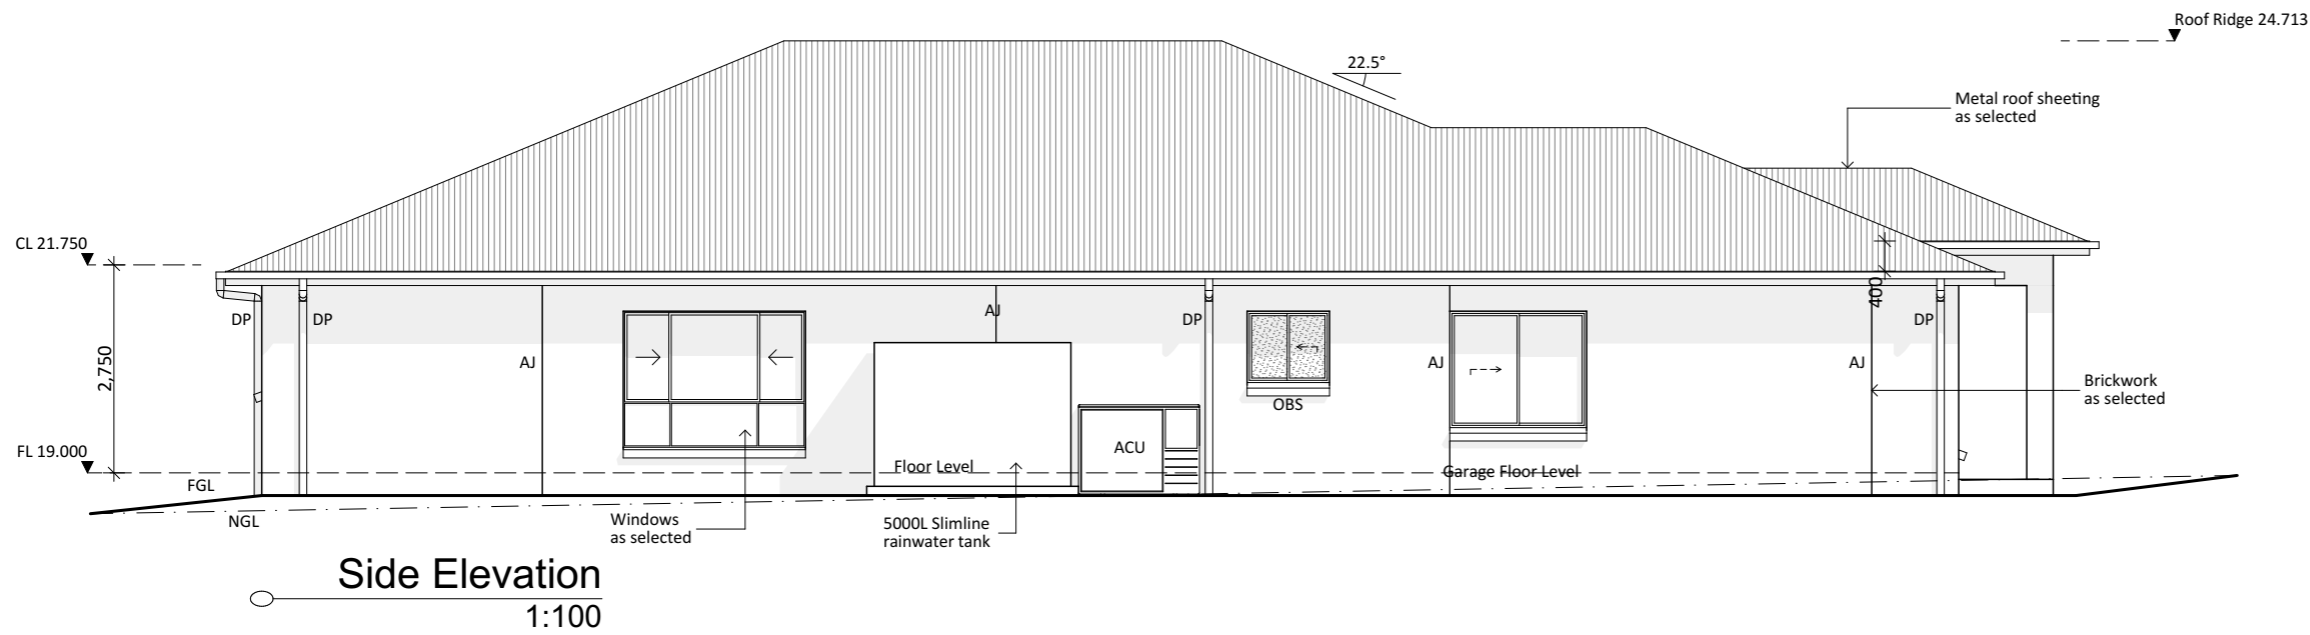 Roof Ridge 24.713
22.5°
Metal roof sheeting
as selected
CL 21.750
400
DP
DP
AJ
DP
DP
2,750
AJ
AJ
AJ
Brickwork
as selected
OBS
ACU
FL 19.000
Floor Level
Garage Floor Level
FGL
NGL
Windows
as selected
5000L Slimline
rainwater tank
Side Elevation
1:100